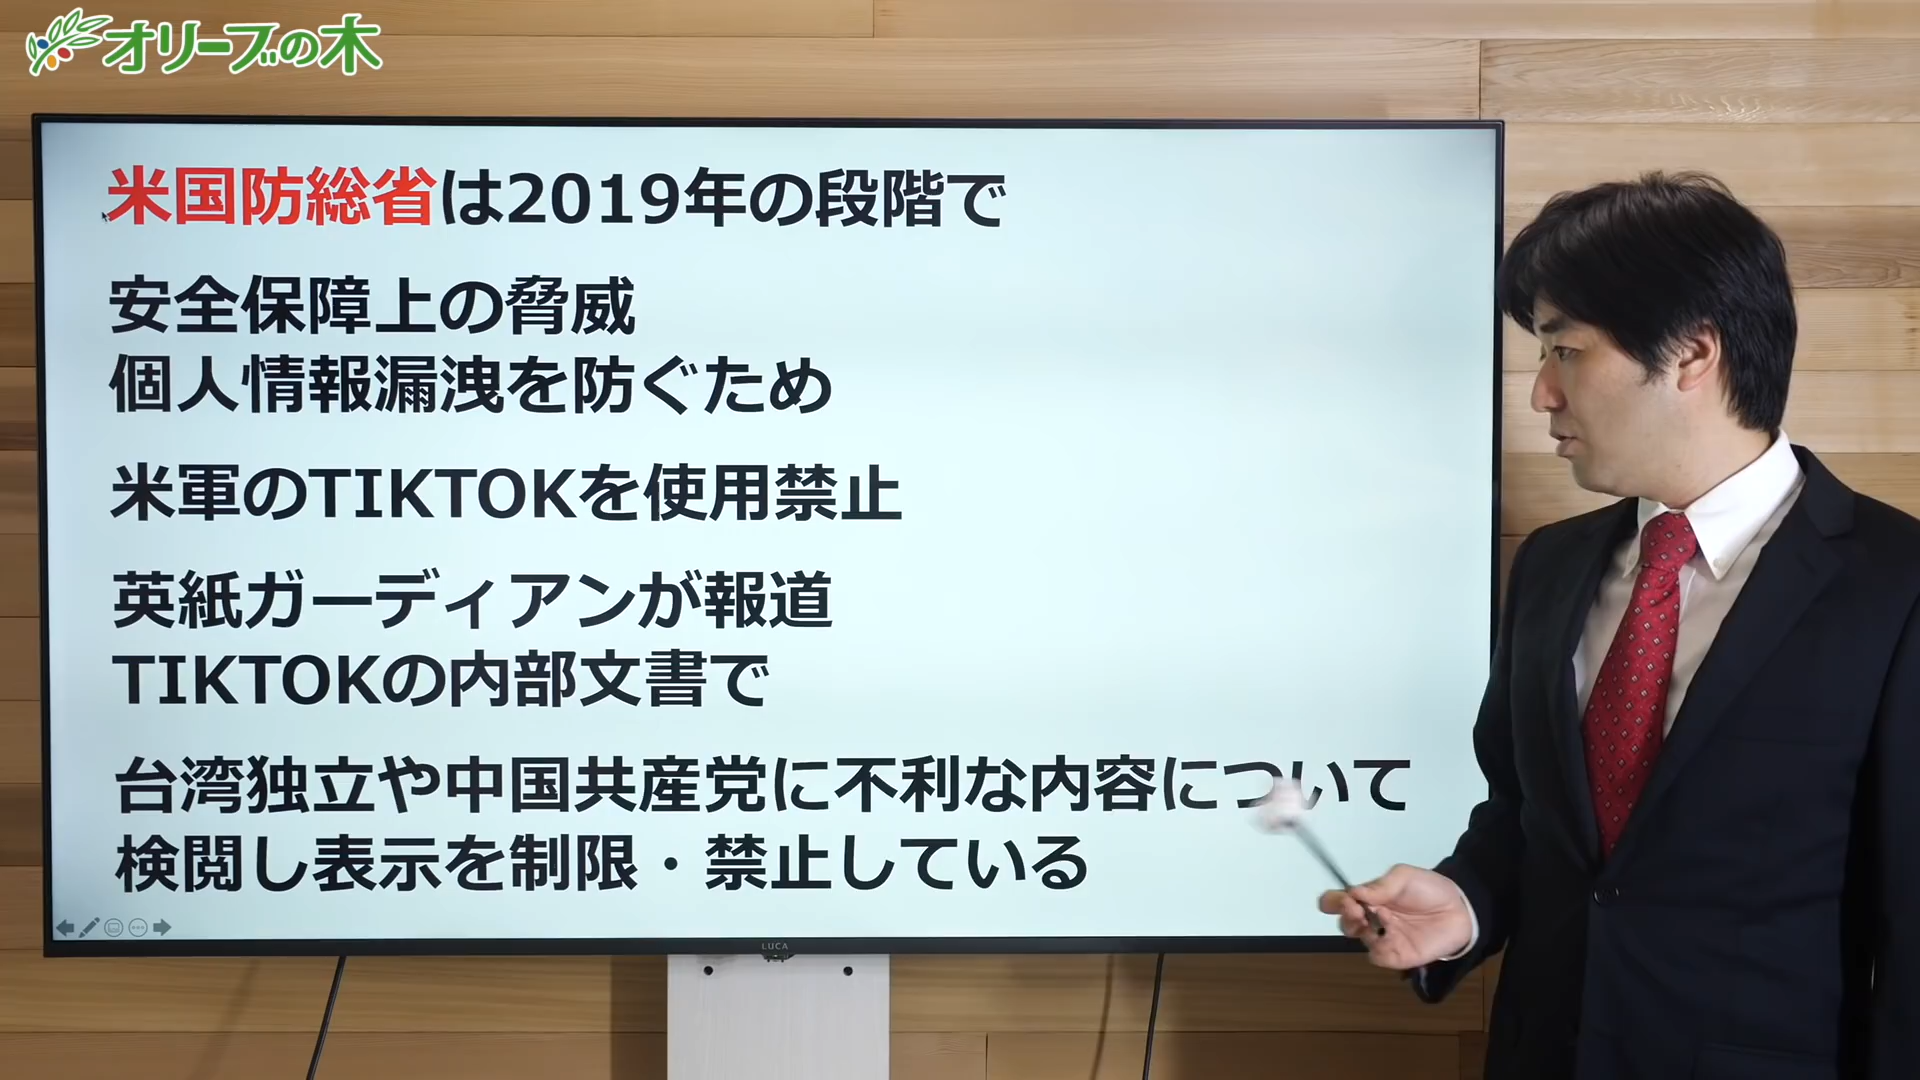 オリーブの木
米国防総省は2019年の段階で
安全保障上の脅威
個人情報漏洩を防ぐため
米軍のTIKTOKを使用禁止
英紙ガーディアンが報道
TIKTOKの内部文書で
台湾独立や中国共産党に不利な内容について
検閲し表示を制限・禁止している
LUCA